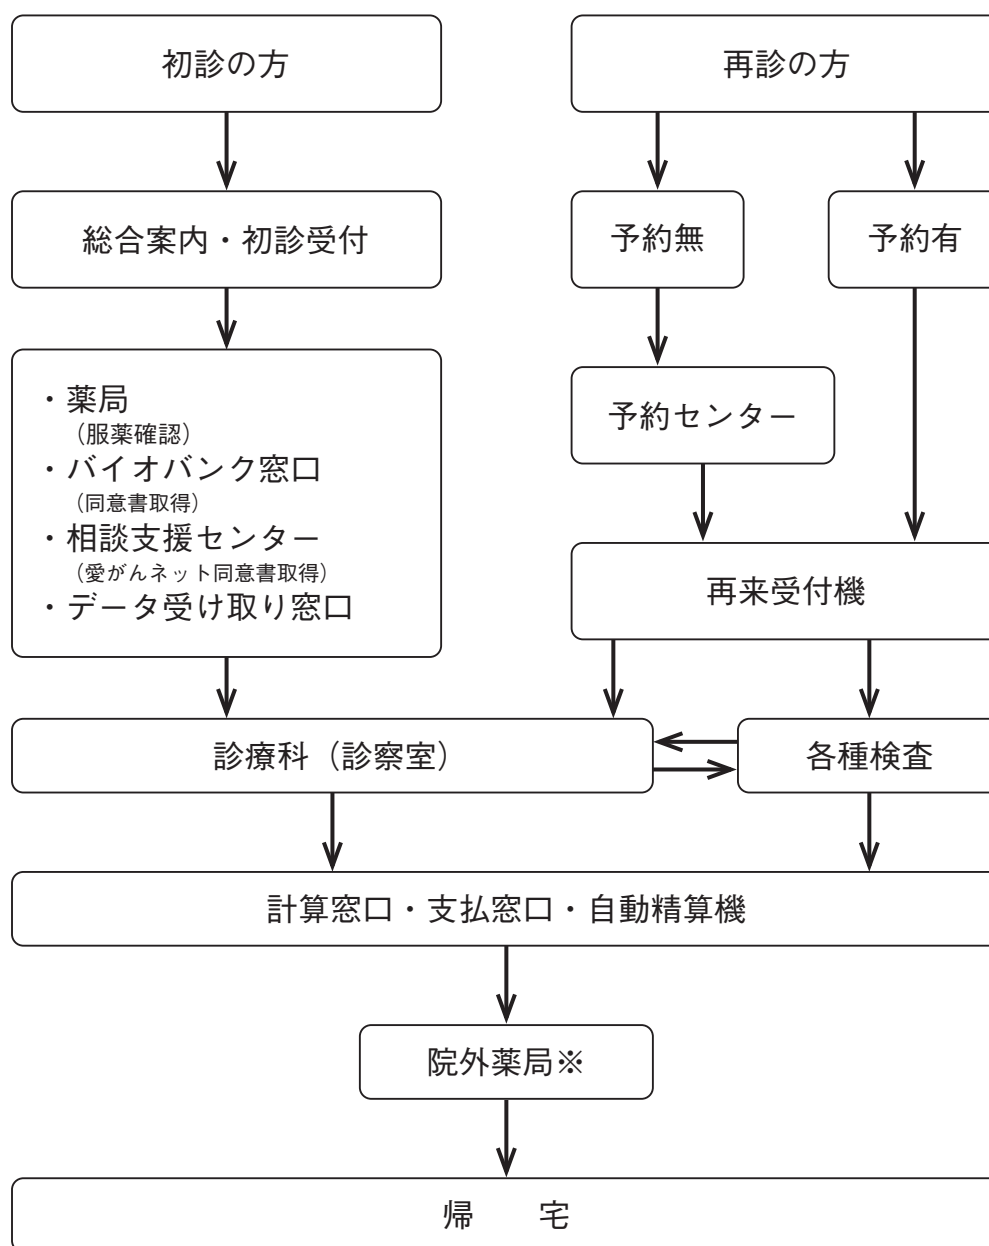 初診の方
再診の方
総合案内・初診受付
予約無
予約有
・薬局
（服薬確認）
・バイオバンク窓口
（同意書取得）
・相談支援センター
（愛がんネット同意書取得）
・データ受け取り窓口
予約センター
再来受付機
診療科（診察室）
各種検査
計算窓口・支払窓口・自動精算機
院外薬局※
帰　　宅